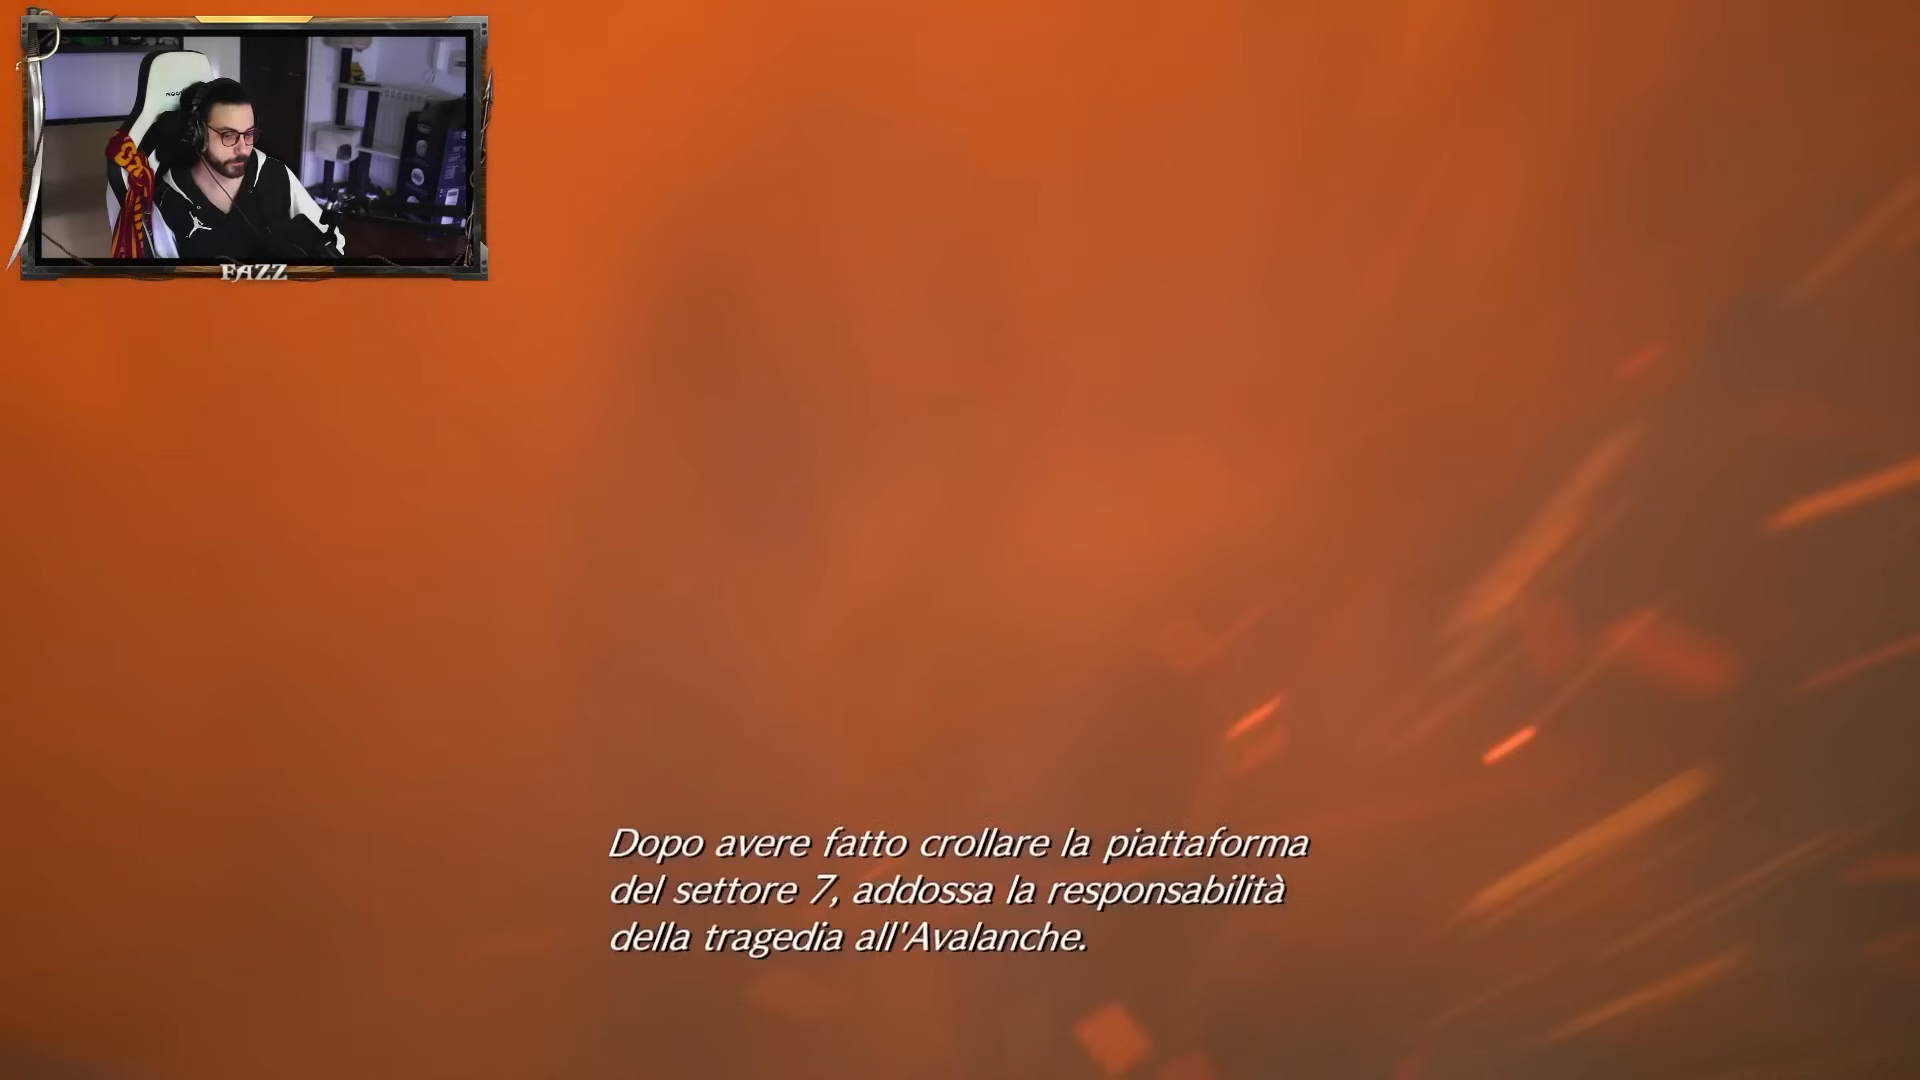 FAZZ
Dopo avere fatto crollare la piattaforma
del settore 7, addossa la responsabilità
della tragedia all'Avalanche.